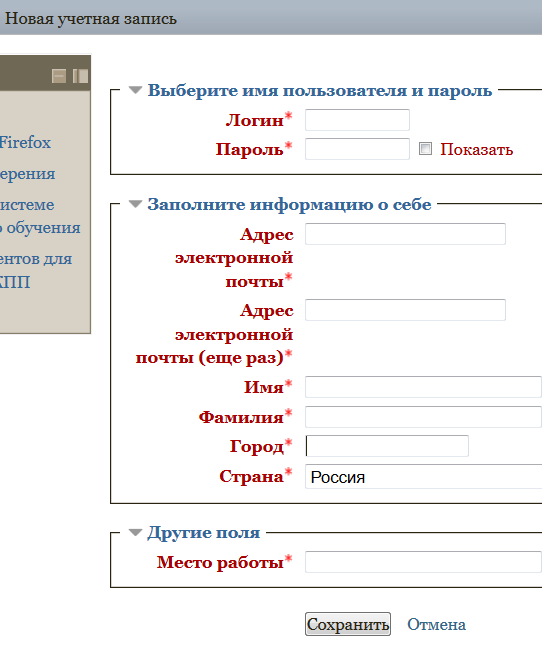 Новая учетная запись
Firefox
ерения
истеме
о обучения
ентов для
КПП
Выберите имя пользователя и пароль
Логин*
Пароль* Показать
Заполните информацию о себе
Адрес
электронной
почты*
Адрес
электронной
почты (еще раз)*
Имя*
Фамилия*
Город*
Страна* Россия
Другие поля
Место работы*
Сохранить Отмена